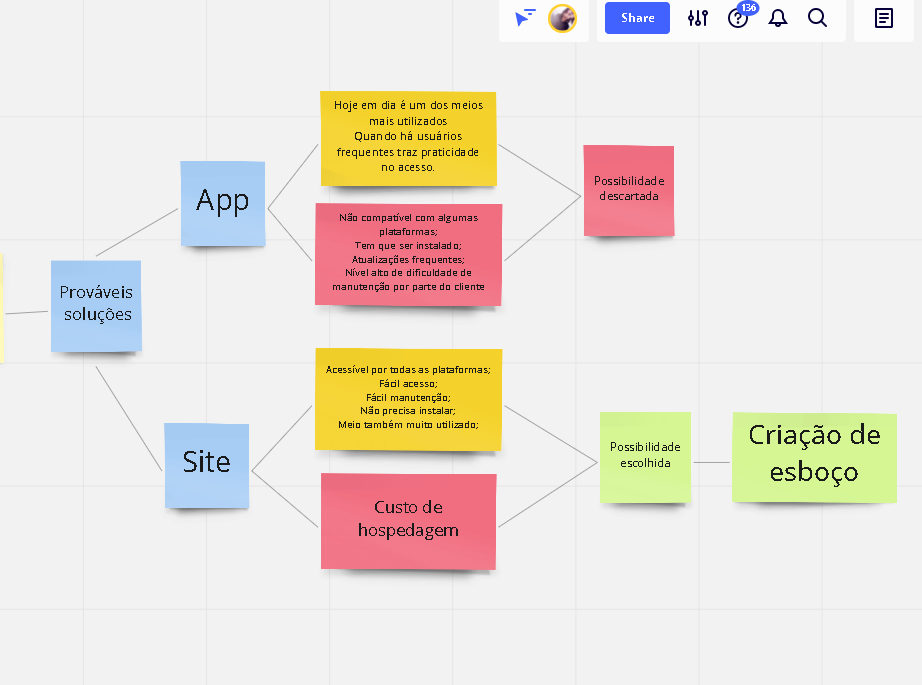 Share
136
Hoje em dia é um dos meios
mais utilizados
Quando há usuários
frequentes traz praticidade
no acesso.
App
Não compatível com algumas
plataformas;
Tem que ser instalado;
Atualizações frequentes;
Nível alto de dificuldade de
manutenção por parte do cliente
Possibilidade
descartada
Prováveis
soluções
Site
Acessível por todas as plataformas;
Fácil acesso;
Fácil manutenção;
Não precisa instalar;
Meio também muito utilizado;
Custo de
hospedagem
Possibilidade
escolhida
Criação de
esboço